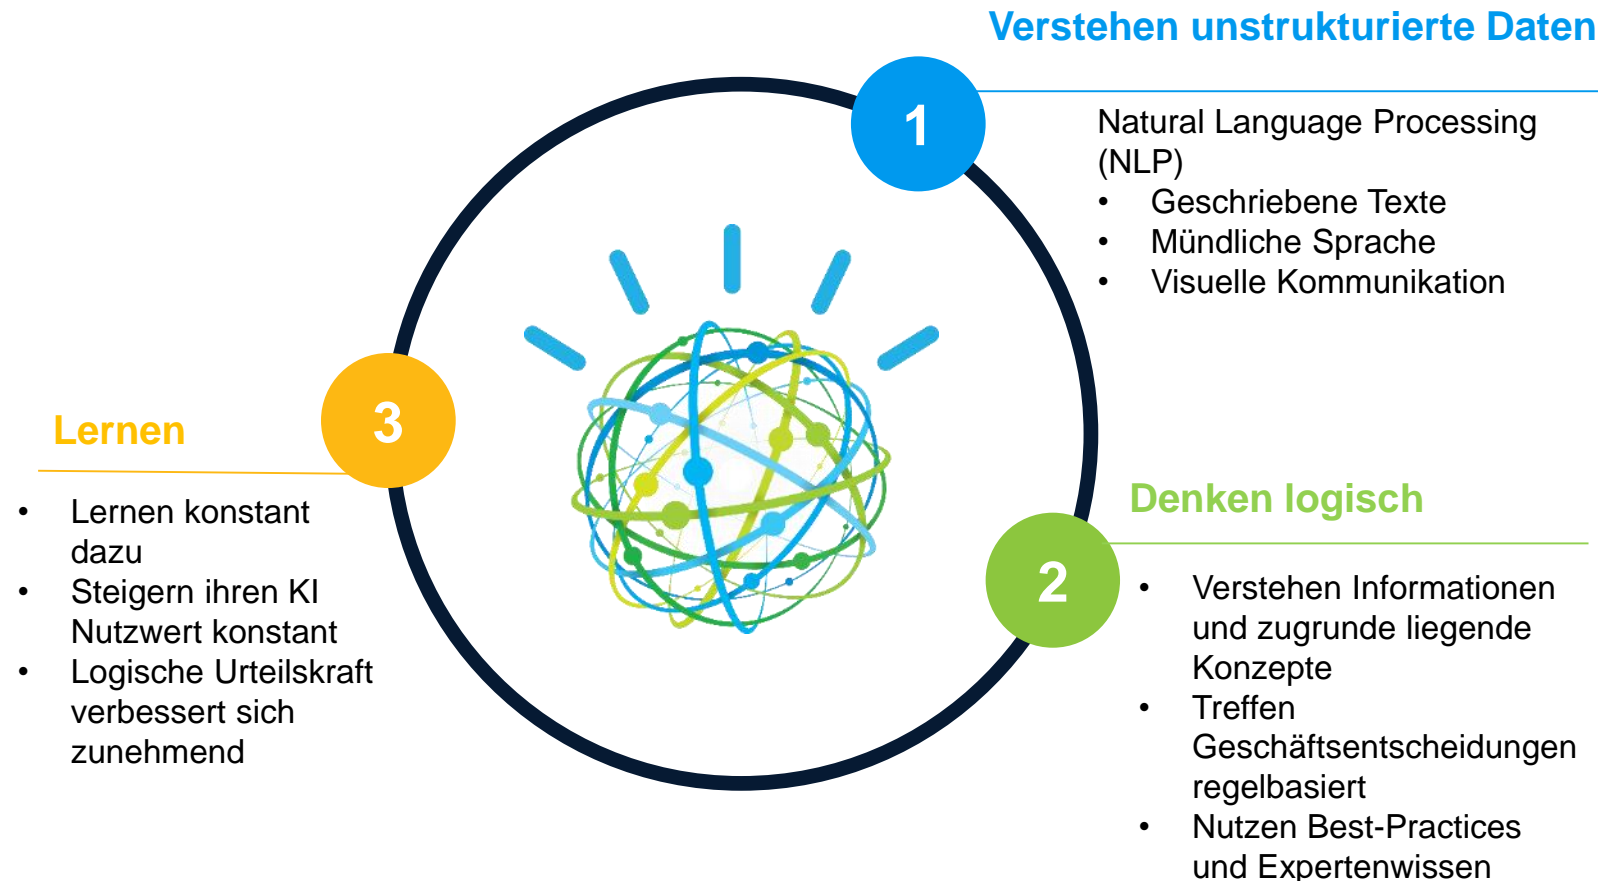 Verstehen unstrukturierte Daten
1
Natural Language Processing
(NLP)
• Geschriebene Texte
• Mündliche Sprache
• Visuelle Kommunikation
2
Denken logisch
• Verstehen Informationen
und zugrunde liegende
Konzepte
• Treffen
Geschäftsentscheidungen
regelbasiert
• Nutzen Best-Practices
und Expertenwissen
3
Lernen
• Lernen konstant
dazu
• Steigern ihren KI
Nutzwert konstant
• Logische Urteilskraft
verbessert sich
zunehmend